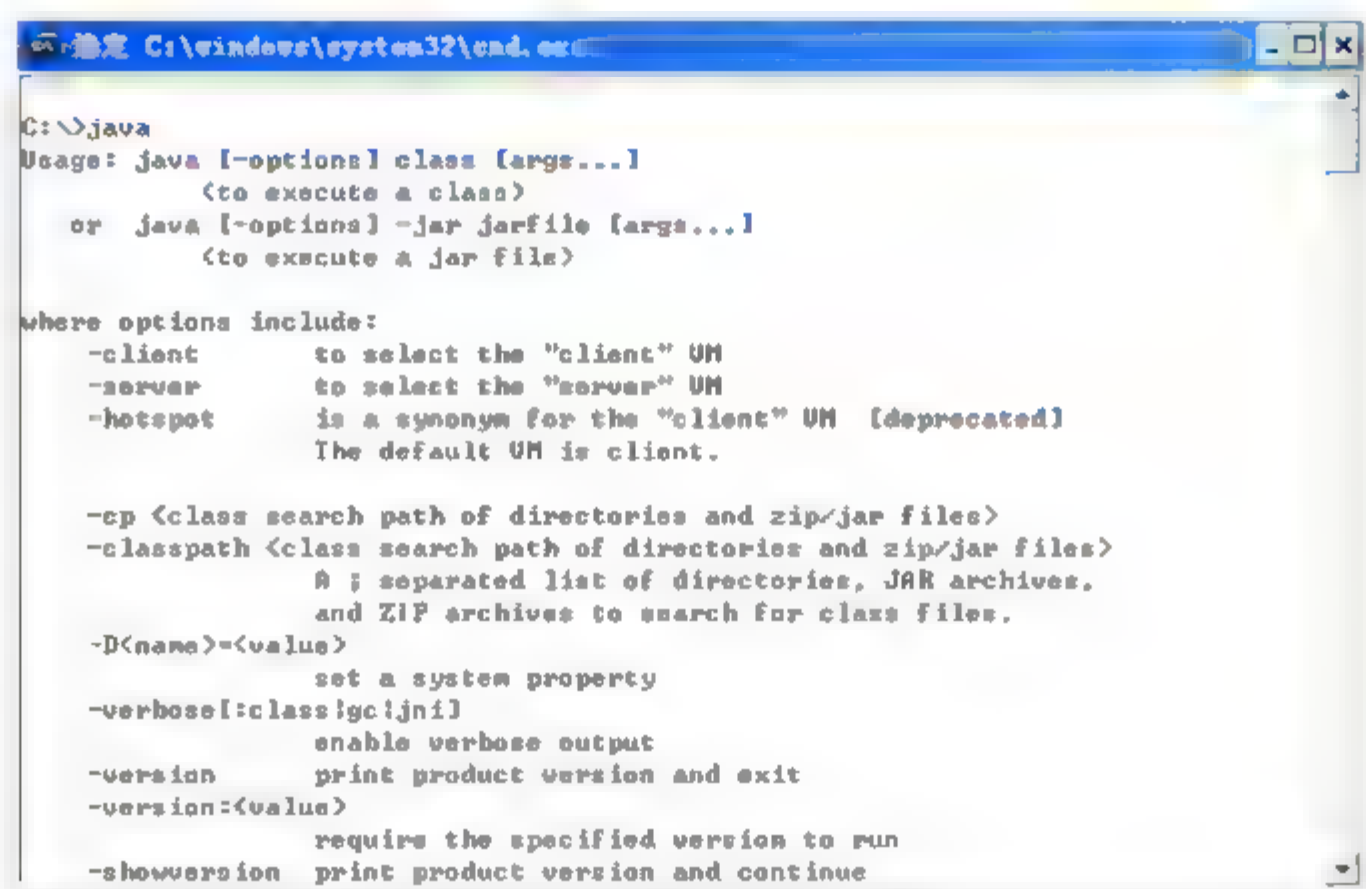 C:\windows\system32\cmd.exe
C:\>java
Usage: java [-options] class [args...]
(to execute a class)
or java [-options] -jar jarfile [args...]
(to execute a jar file)
where options include:
-client to select the "client" VM
-server to select the "server" VM
-hotspot is a synonym for the "client" VM [deprecated]
The default VM is client.
-cp <class search path of directories and zip/jar files>
-classpath <class search path of directories and zip/jar files>
A ; separated list of directories, JAR archives,
and ZIP archives to search for class files.
-D<name>=<value>
set a system property
-verbose[:class|gc|jni]
enable verbose output
-version print product version and exit
-version:<value>
require the specified version to run
-showversion print product version and continue